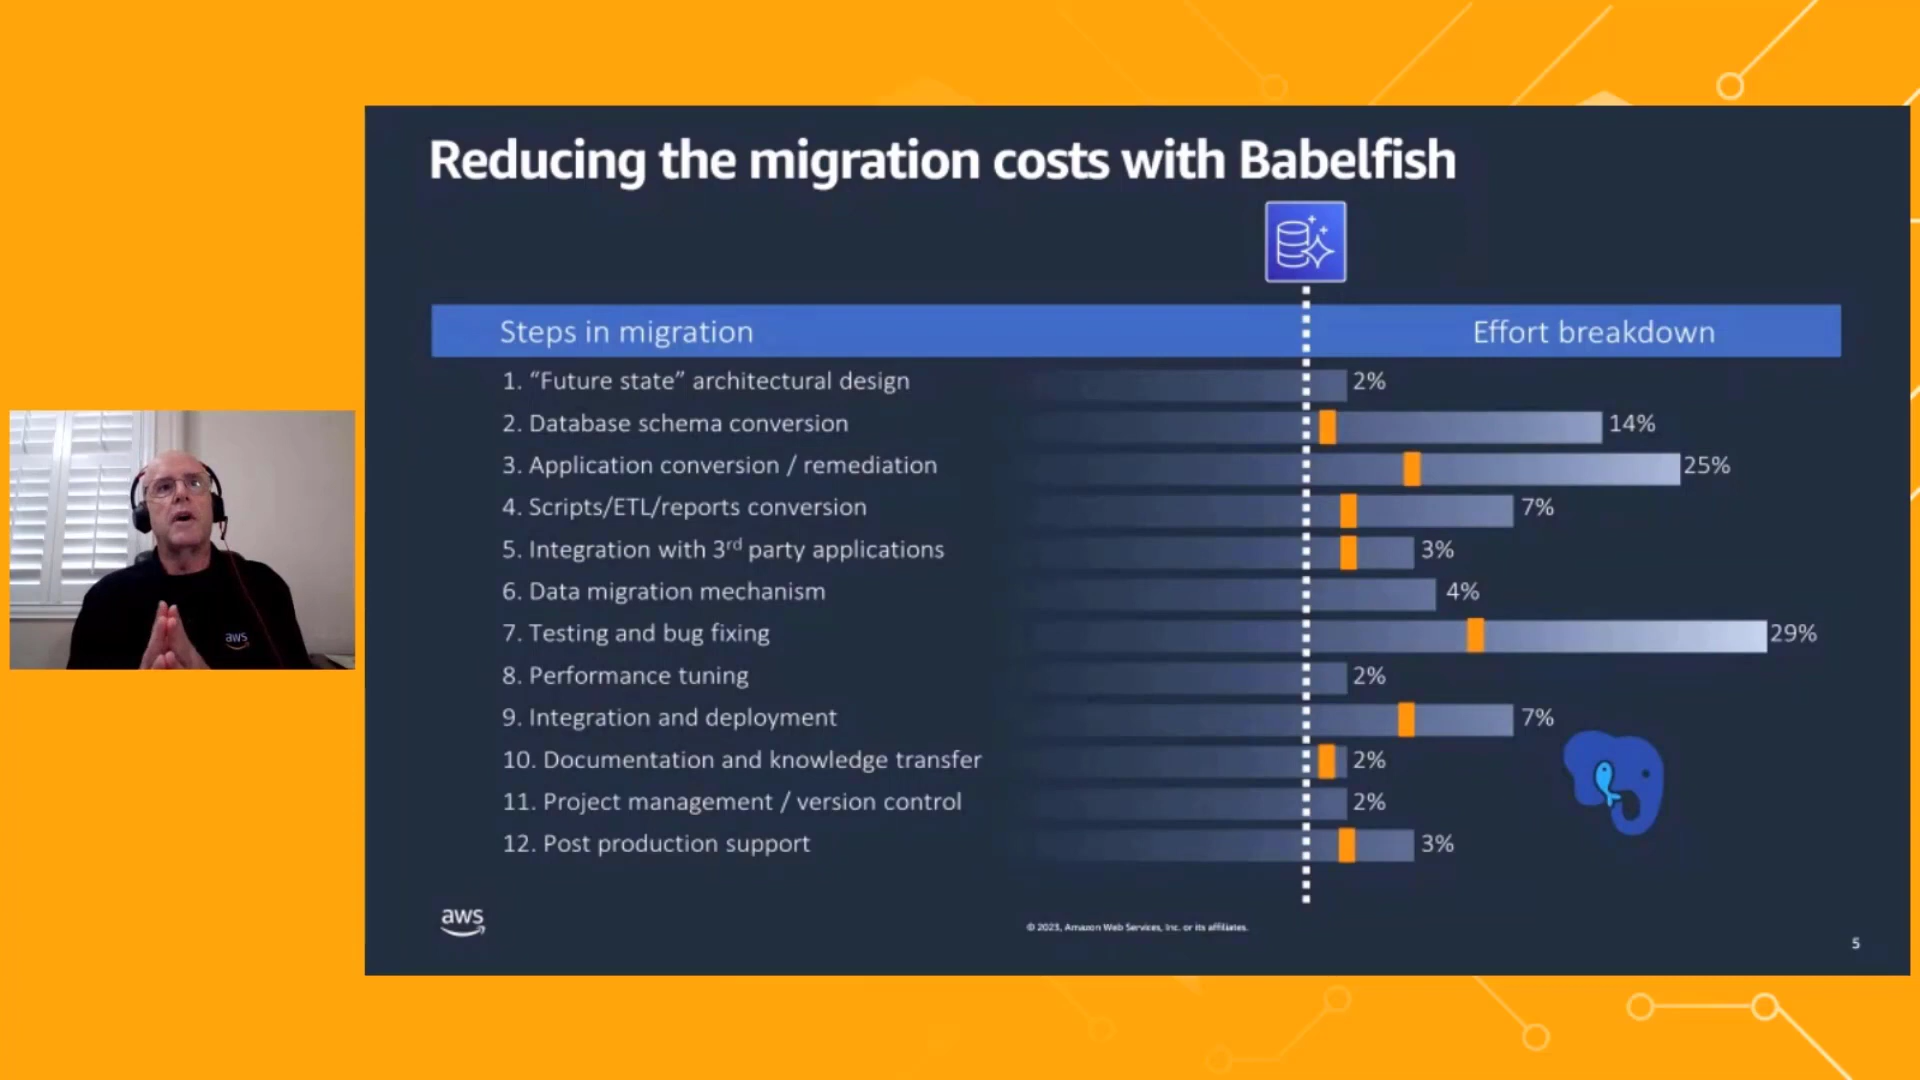 Reducing the migration costs with Babelfish
Steps in migration Effort breakdown
1. “Future state” architectural design 2%
2. Database schema conversion 14%
3. Application conversion / remediation 25%
4. Scripts/ETL/reports conversion 7%
5. Integration with 3rd party applications 3%
6. Data migration mechanism 4%
7. Testing and bug fixing 29%
8. Performance tuning 2%
9. Integration and deployment 7%
10. Documentation and knowledge transfer 2%
11. Project management / version control 2%
12. Post production support 3%
aws
aws
© 2023, Amazon Web Services, Inc. or its affiliates.
5